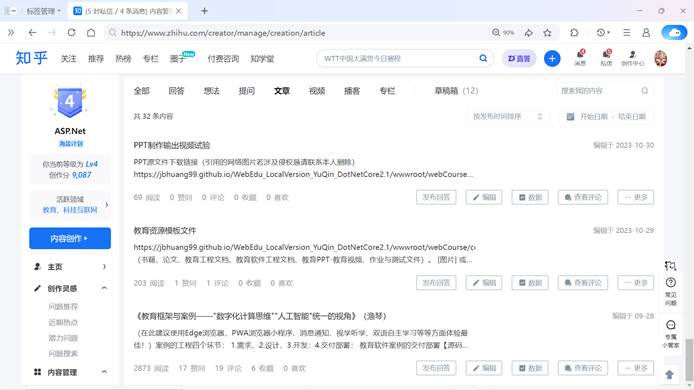 标签管理
(5 封私信 / 4 条消息) 内容管理
https://www.zhihu.com/creator/manage/creation/article
90%
知乎 关注 推荐 热榜 专栏 圈子 New 付费咨询 知学堂
WTT中国大满贯今日赛程
直答
消息 私信 创作中心
4
ASP.Net
海盐计划
你当前等级为 Lv4
创作分 9,087
活跃领域
教育、科技互联网
内容创作
主页
创作灵感
问题推荐
近期热点
潜力问题
问题搜索
内容管理
全部 回答 想法 提问 文章 视频 播客 专栏 草稿箱 (12)
搜索我的内容
共 32 条内容
按发布时间排序
开始日期 - 结束日期
PPT制作输出视频试验
编辑于 2023-10-30
PPT源文件下载链接（引用的网络图片若涉及侵权恳请联系本人删除）
https://jbhuang99.github.io/WebEdu_LocalVersion_YuQin_DotNetCore2.1/wwwroot/webCourse...
69 阅读 0 赞同 0 评论 0 收藏 0 喜欢
发布回答 编辑 数据 查看评论 更多
教育资源模板文件
编辑于 2023-10-29
https://jbhuang99.github.io/WebEdu_LocalVersion_YuQin_DotNetCore2.1/wwwroot/webCourse/cc
（书籍、论文、教育工程文档、教育软件工程文档、教育PPT-教育视频、作业与测试文件）。 [图片] 或...
203 阅读 1 赞同 1 评论 0 收藏 0 喜欢
发布回答 编辑 数据 查看评论 更多
《教育框架与案例——"数字化计算思维""人工智能"统一的视角》（渔琴）
编辑于 09-28
（在此建议使用Edge浏览器、PWA浏览器小程序、消息通知、视学听学、双语自主学习等等方面体验最
佳！）案例的工程四个环节： 1.需求、2.设计、3.开发：4.交付部署： 教育软件案例的交付部署【源码...
2873 阅读 17 赞同 19 评论 6 收藏 0 喜欢
发布回答 编辑 数据 查看评论 更多
常见
问题
专属
小管家